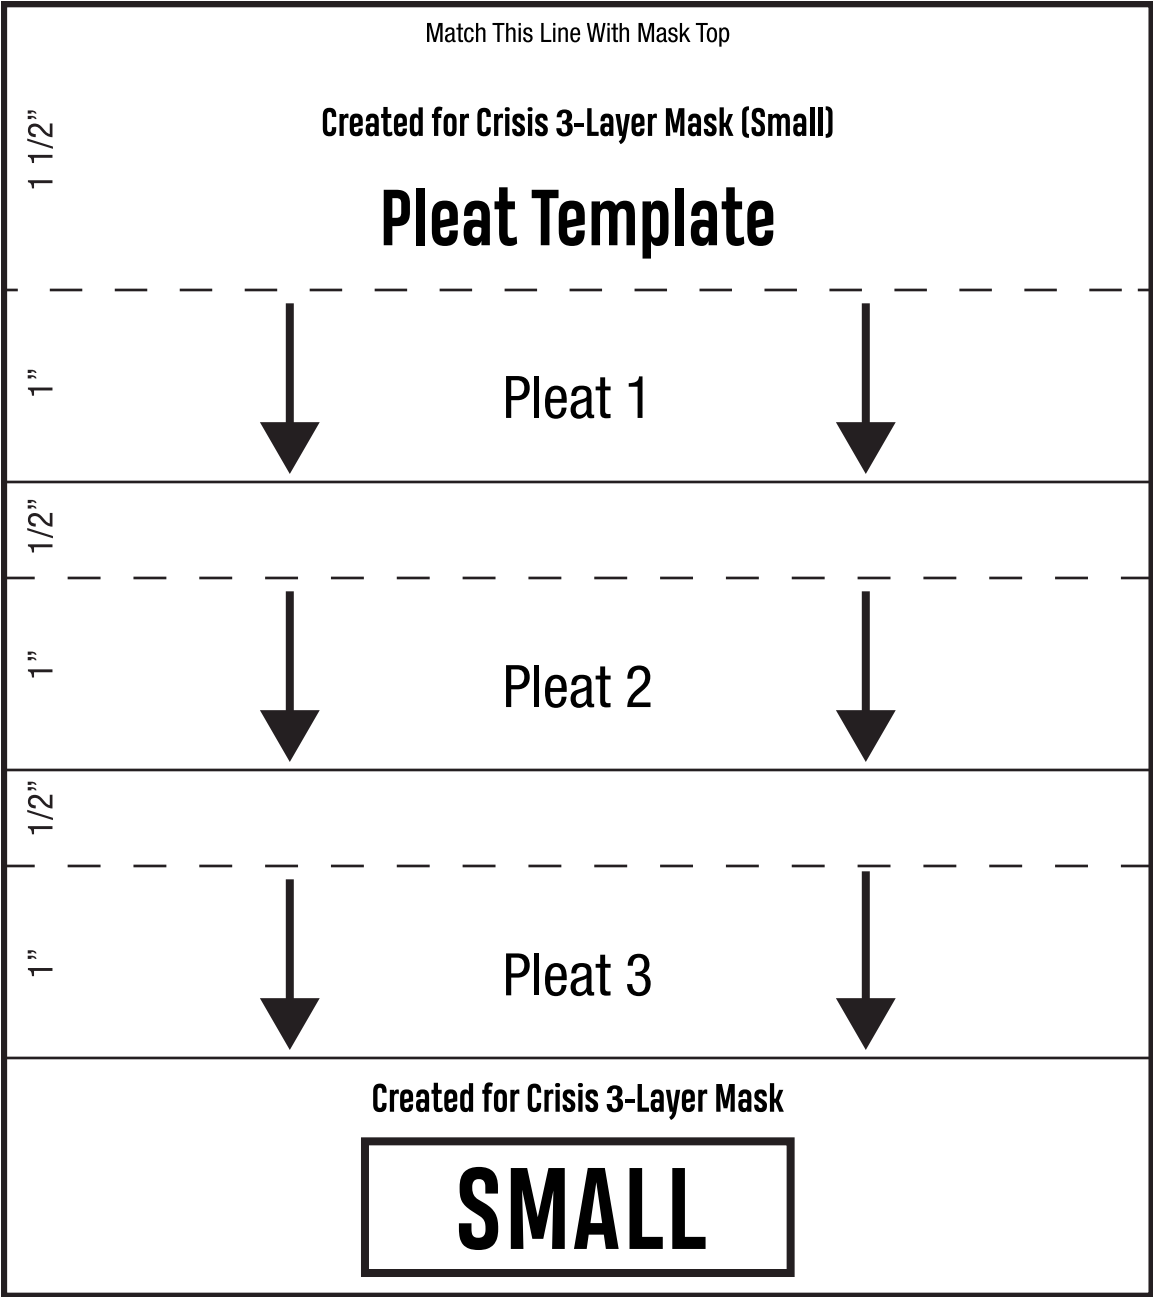 Match This Line With Mask Top
1 1/2”
Created for Crisis 3-Layer Mask (Small)
Pleat Template
1”
Pleat 1
1/2”
1”
Pleat 2
1/2”
1”
Pleat 3
Created for Crisis 3-Layer Mask
SMALL